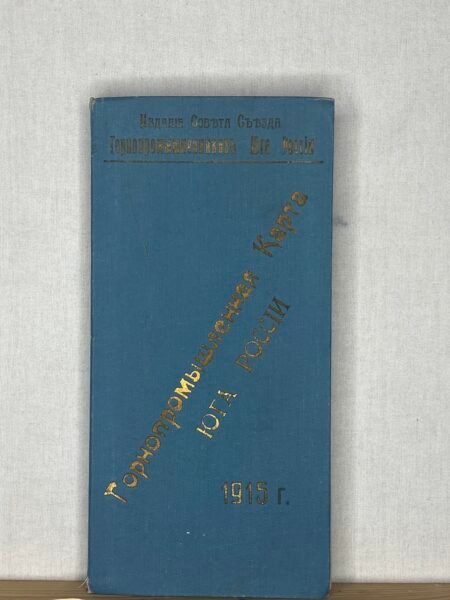 Изданіе Совѣта Съѣзда
Горнопромышленниковъ Юга Россіи
Горнопромышленная Карта
ЮГА РОССІИ
1915 г.